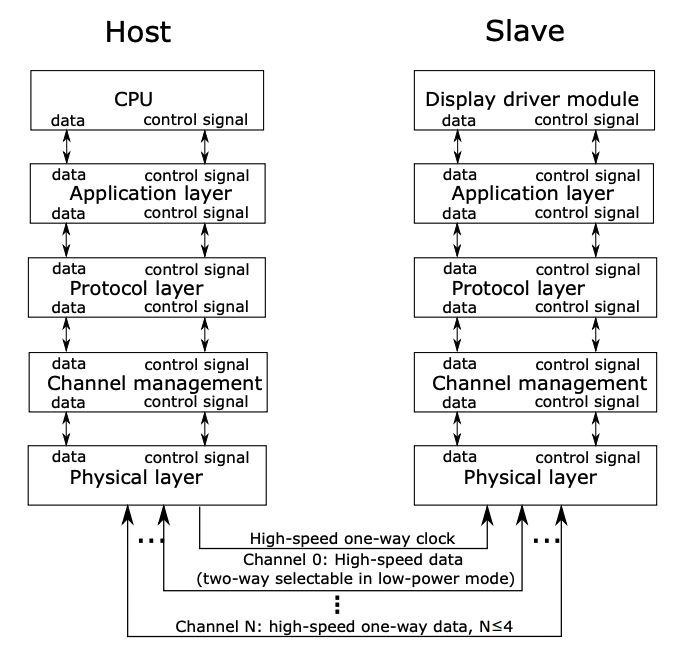 Host
Slave
CPU
data control signal
Display driver module
data control signal
data control signal
Application layer
data control signal
data control signal
Application layer
data control signal
data control signal
Protocol layer
data control signal
data control signal
Protocol layer
data control signal
data control signal
Channel management
data control signal
data control signal
Channel management
data control signal
data control signal
Physical layer
data control signal
Physical layer
High-speed one-way clock
Channel 0: High-speed data
(two-way selectable in low-power mode)
Channel N: high-speed one-way data, N≤4